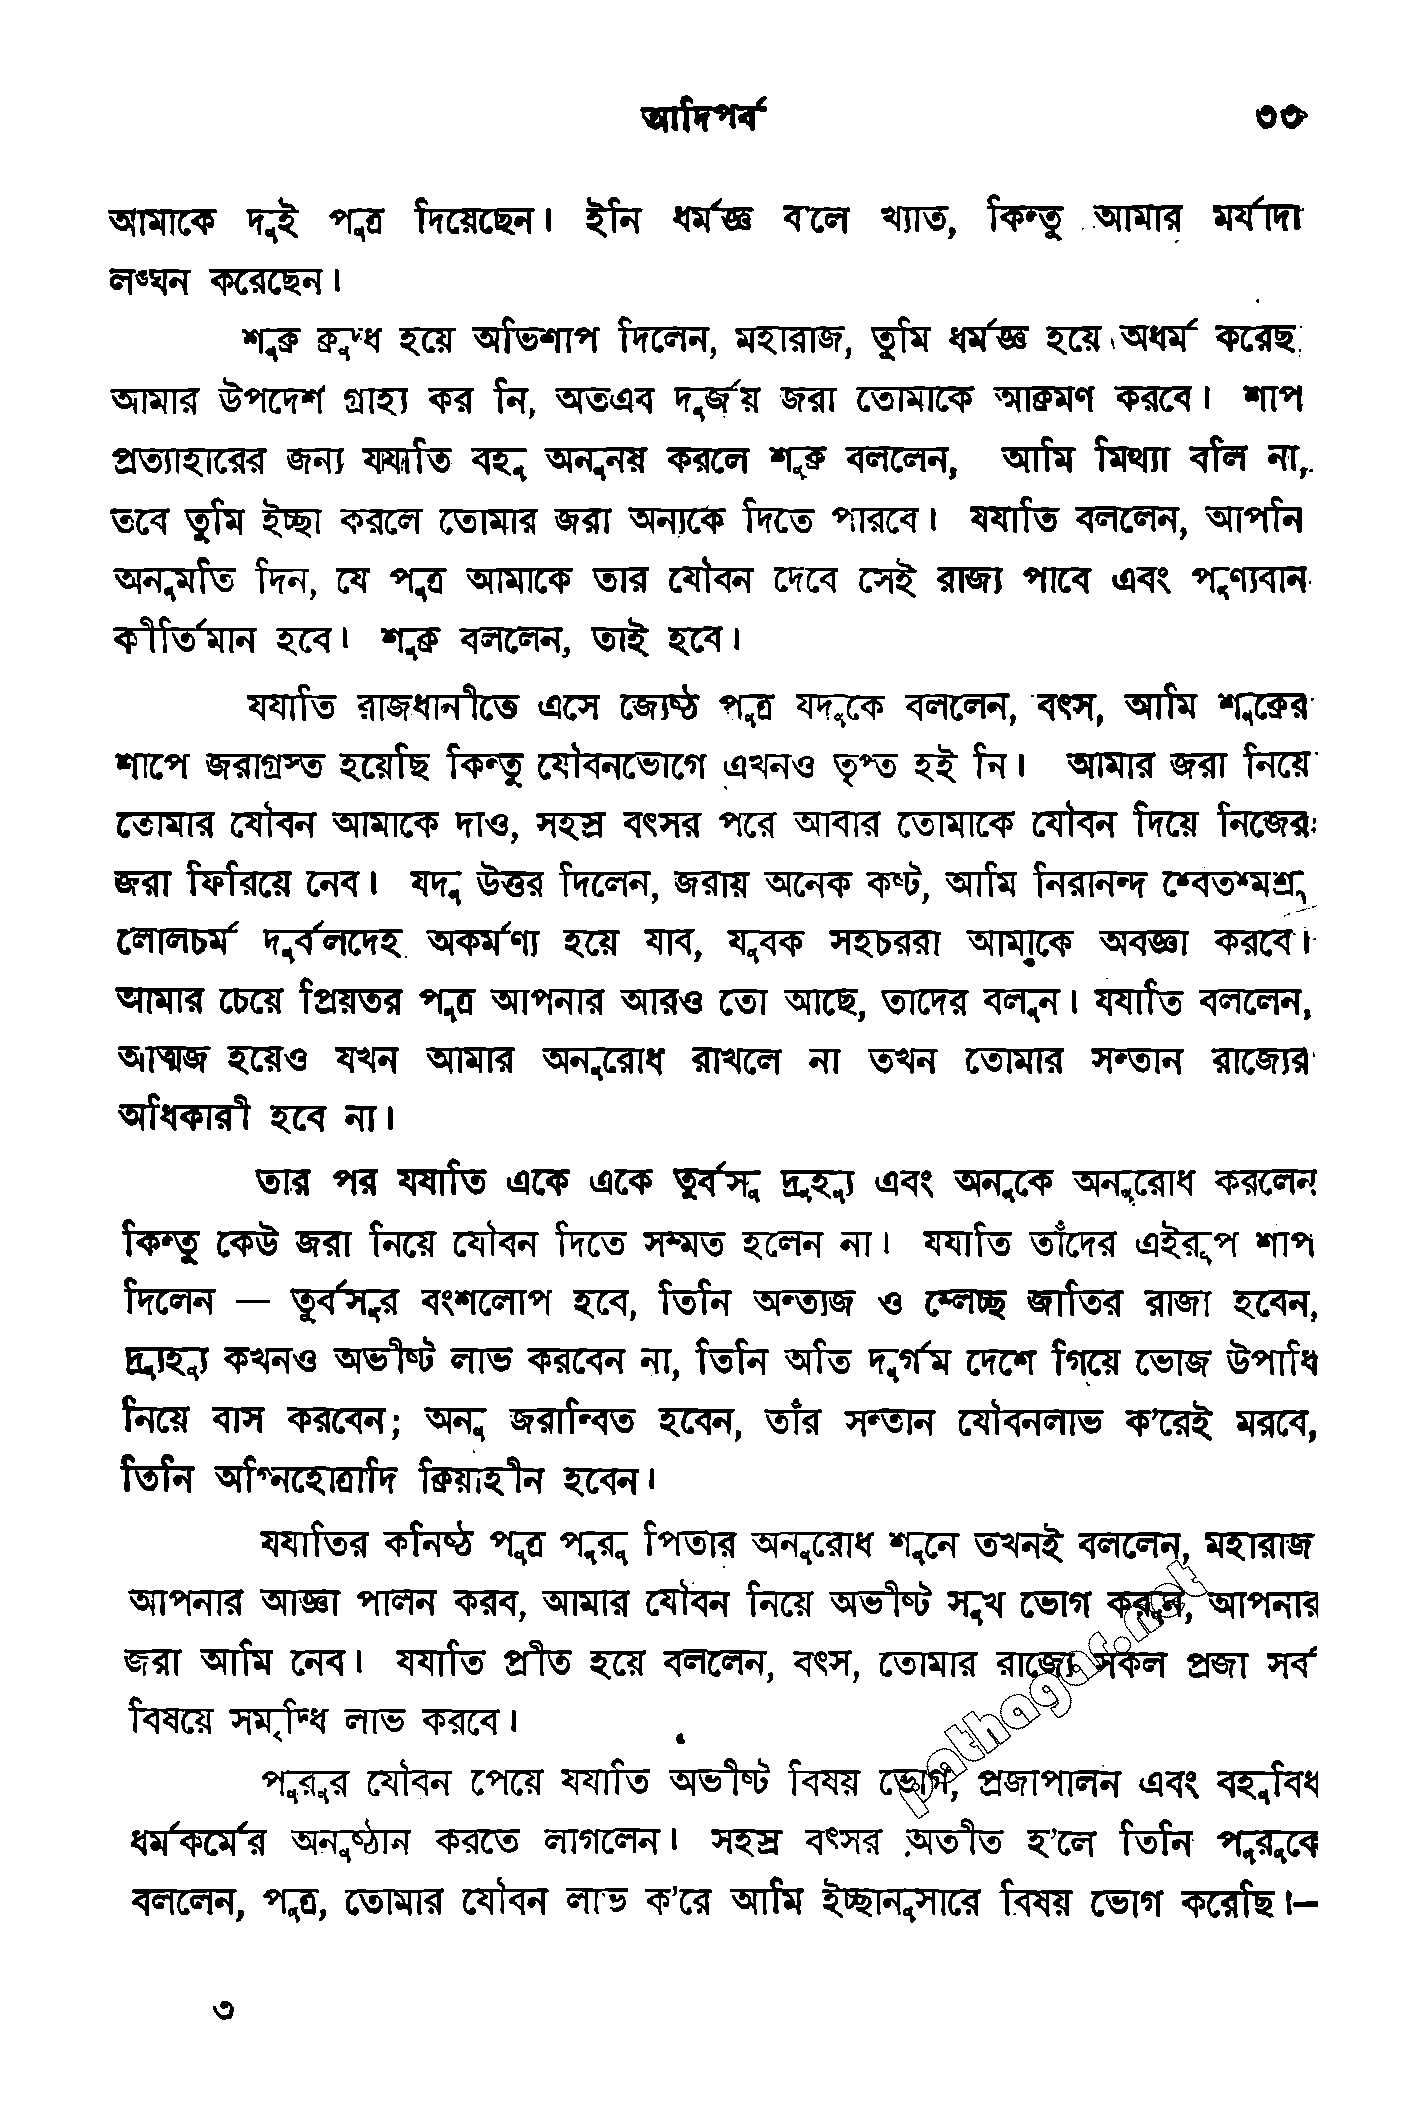 আদিপর্ব ৩৩
আমাকে দুই পুত্র দিয়েছেন। ইনি ধর্মজ্ঞ ব'লে খ্যাত, কিন্তু আমার মর্যাদা
লঙ্ঘন করেছেন।
শুক্র ক্রুদ্ধ হয়ে অভিশাপ দিলেন, মহারাজ, তুমি ধর্মজ্ঞ হয়ে অধর্ম করেছ
আমার উপদেশ গ্রাহ্য কর নি, অতএব দুর্জয় জরা তোমাকে আক্রমণ করবে। শাপ
প্রত্যাহারের জন্য যযাতি বহু অনুনয় করলে শুক্র বললেন, আমি মিথ্যা বলি না,
তবে তুমি ইচ্ছা করলে তোমার জরা অন্যকে দিতে পারবে। যযাতি বললেন, আপনি
অনুমতি দিন, যে পুত্র আমাকে তার যৌবন দেবে সেই রাজ্য পাবে এবং পুণ্যবান
কীর্তিমান হবে। শুক্র বললেন, তাই হবে।
যযাতি রাজধানীতে এসে জ্যেষ্ঠ পুত্র যদুকে বললেন, বৎস, আমি শুক্রের
শাপে জরাগ্রস্ত হয়েছি কিন্তু যৌবনভোগে এখনও তৃপ্ত হই নি। আমার জরা নিয়ে
তোমার যৌবন আমাকে দাও, সহস্র বৎসর পরে আবার তোমাকে যৌবন দিয়ে নিজের
জরা ফিরিয়ে নেব। যদু উত্তর দিলেন, জরায় অনেক কষ্ট, আমি নিরানন্দ শ্বেতশ্মশ্রু
লোলচর্ম দুর্বলদেহ অকর্মণ্য হয়ে যাব, যুবক সহচররা আমাকে অবজ্ঞা করবে।
আমার চেয়ে প্রিয়তর পুত্র আপনার আরও তো আছে, তাদের বলুন। যযাতি বললেন,
আত্মজ হয়েও যখন আমার অনুরোধ রাখলে না তখন তোমার সন্তান রাজ্যের
অধিকারী হবে না।
তার পর যযাতি একে একে তুর্বসু দ্রুহ্যু এবং অনুকে অনুরোধ করলেন
কিন্তু কেউ জরা নিয়ে যৌবন দিতে সম্মত হলেন না। যযাতি তাঁদের এইরূপ শাপ
দিলেন — তুর্বসুর বংশলোপ হবে, তিনি অন্ত্যজ ও ম্লেচ্ছ জাতির রাজা হবেন,
দ্রুহ্যু কখনও অভীষ্ট লাভ করবেন না, তিনি অতি দুর্গম দেশে গিয়ে ভোজ উপাধি
নিয়ে বাস করবেন; অনু জরান্বিত হবেন, তাঁর সন্তান যৌবনলাভ ক'রেই মরবে,
তিনি অগ্নিহোত্রাদি ক্রিয়াহীন হবেন।
যযাতির কনিষ্ঠ পুত্র পুরু পিতার অনুরোধ শুনে তখনই বললেন, মহারাজ
আপনার আজ্ঞা পালন করব, আমার যৌবন নিয়ে অভীষ্ট সুখ ভোগ করুন, আপনার
জরা আমি নেব। যযাতি প্রীত হয়ে বললেন, বৎস, তোমার রাজ্যে সকল প্রজা সর্ব
বিষয়ে সমৃদ্ধি লাভ করবে।
পুরুর যৌবন পেয়ে যযাতি অভীষ্ট বিষয় ভোগ, প্রজাপালন এবং বহুবিধ
ধর্মকর্মের অনুষ্ঠান করতে লাগলেন। সহস্র বৎসর অতীত হ'লে তিনি পুরুকে
বললেন, পুত্র, তোমার যৌবন লাভ ক'রে আমি ইচ্ছানুসারে বিষয় ভোগ করেছি।–
৩
pathagar.net